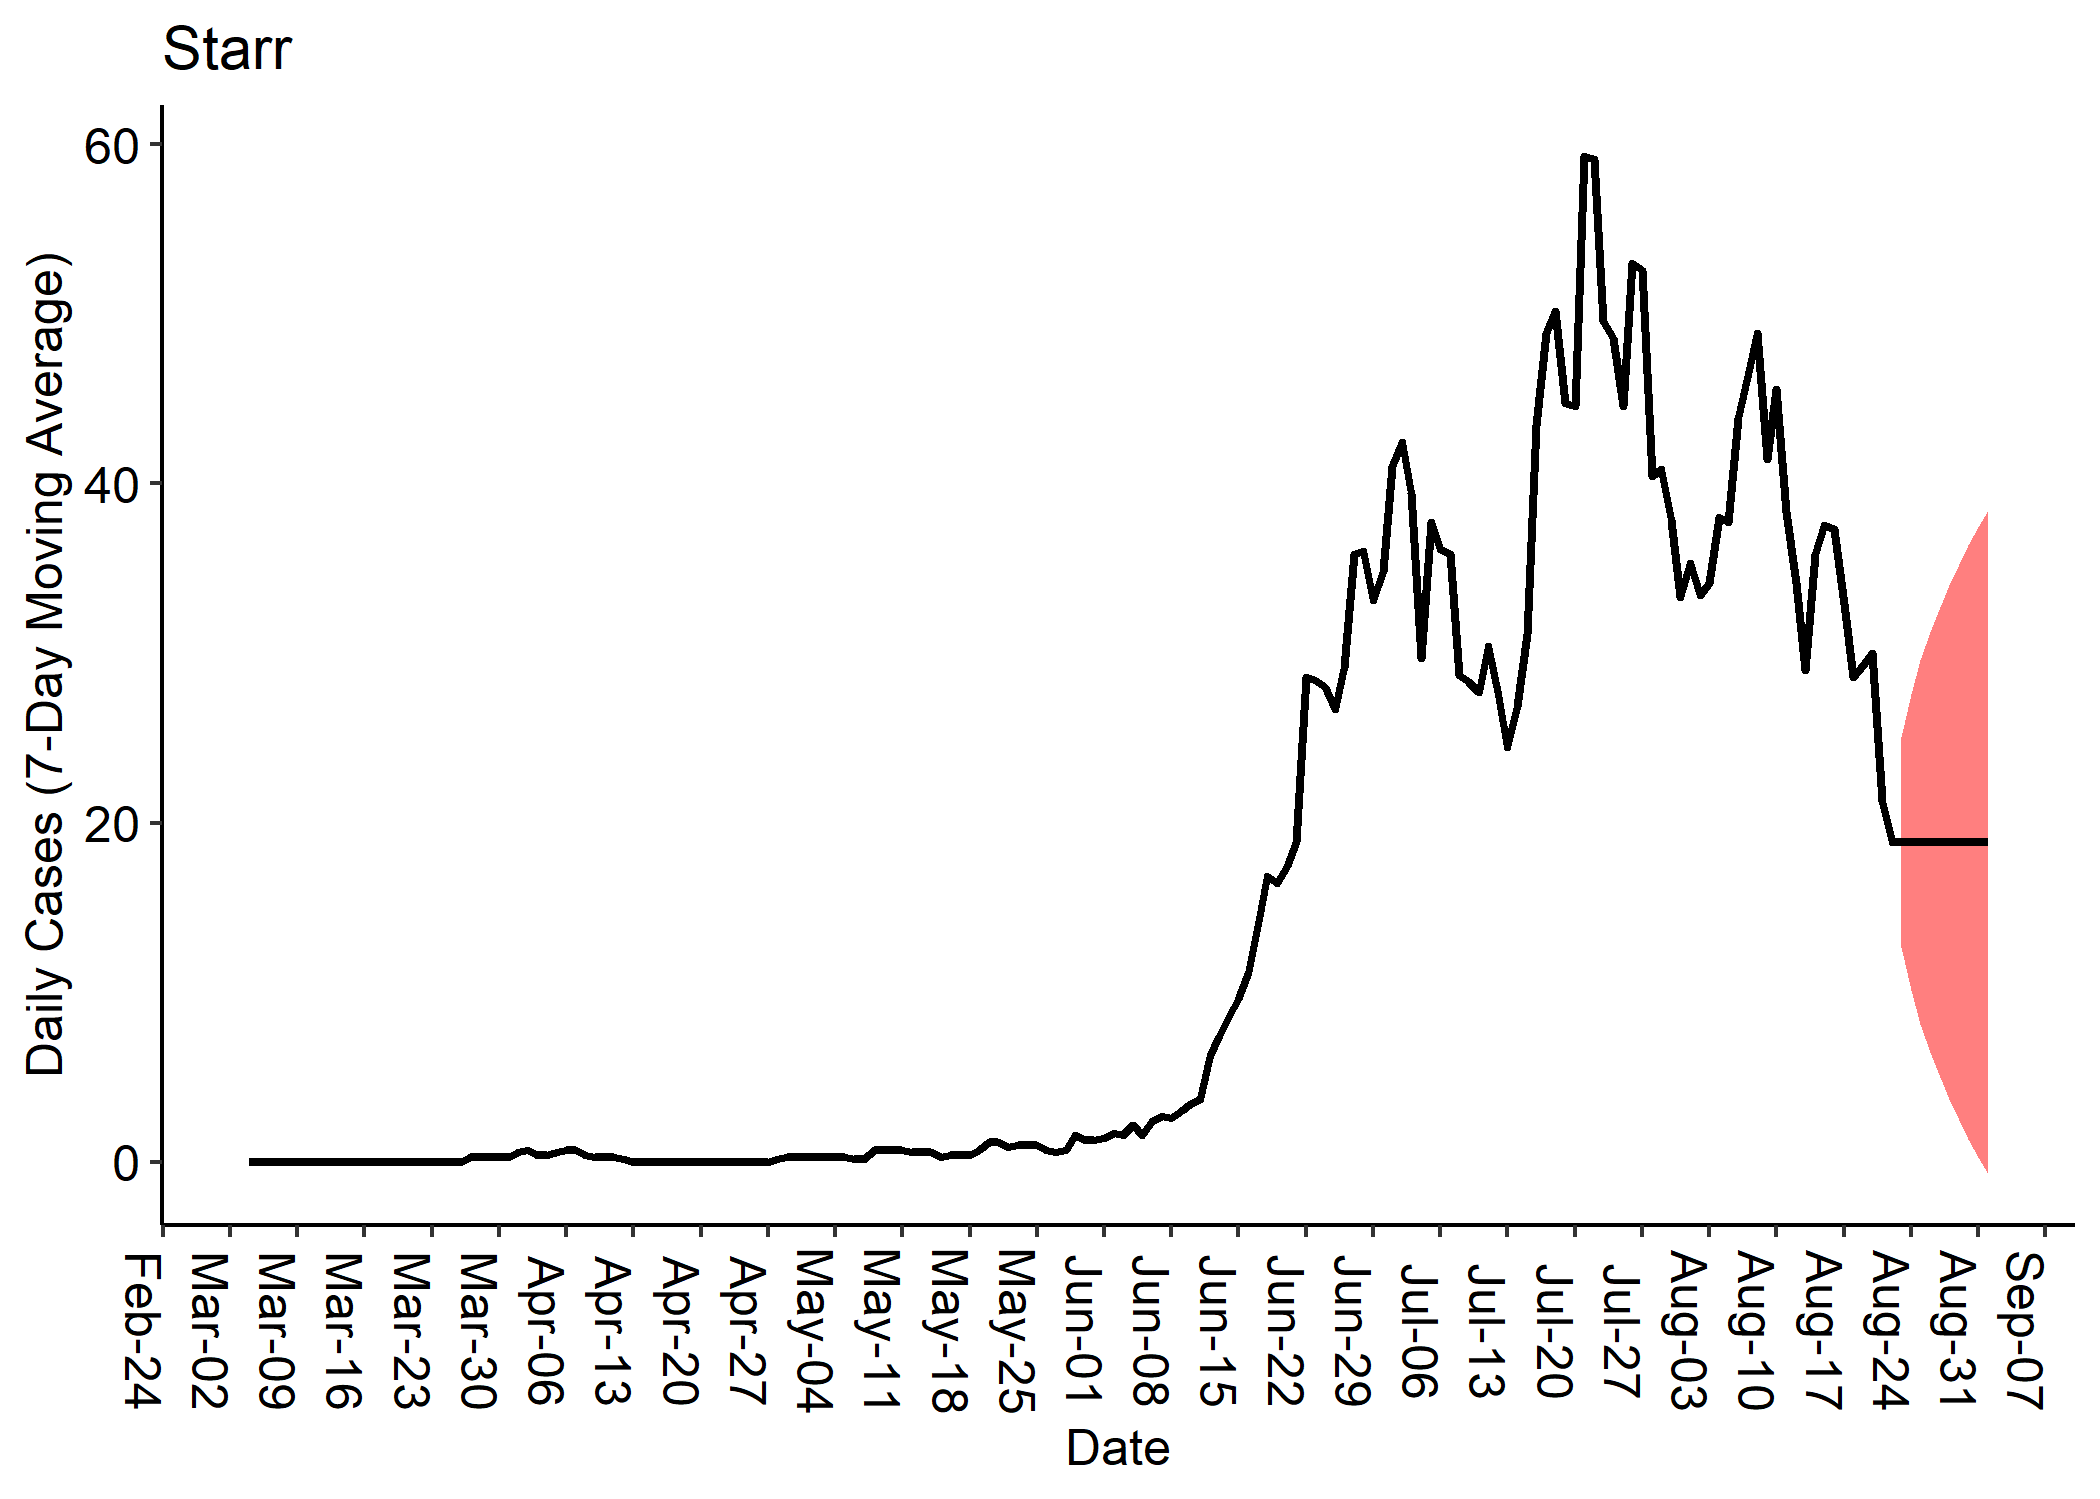 Starr
Daily Cases (7-Day Moving Average)
60
40
20
0
Feb-24
Mar-02
Mar-09
Mar-16
Mar-23
Mar-30
Apr-06
Apr-13
Apr-20
Apr-27
May-04
May-11
May-18
May-25
Jun-01
Jun-08
Jun-15
Jun-22
Jun-29
Jul-06
Jul-13
Jul-20
Jul-27
Aug-03
Aug-10
Aug-17
Aug-24
Aug-31
Sep-07
Date